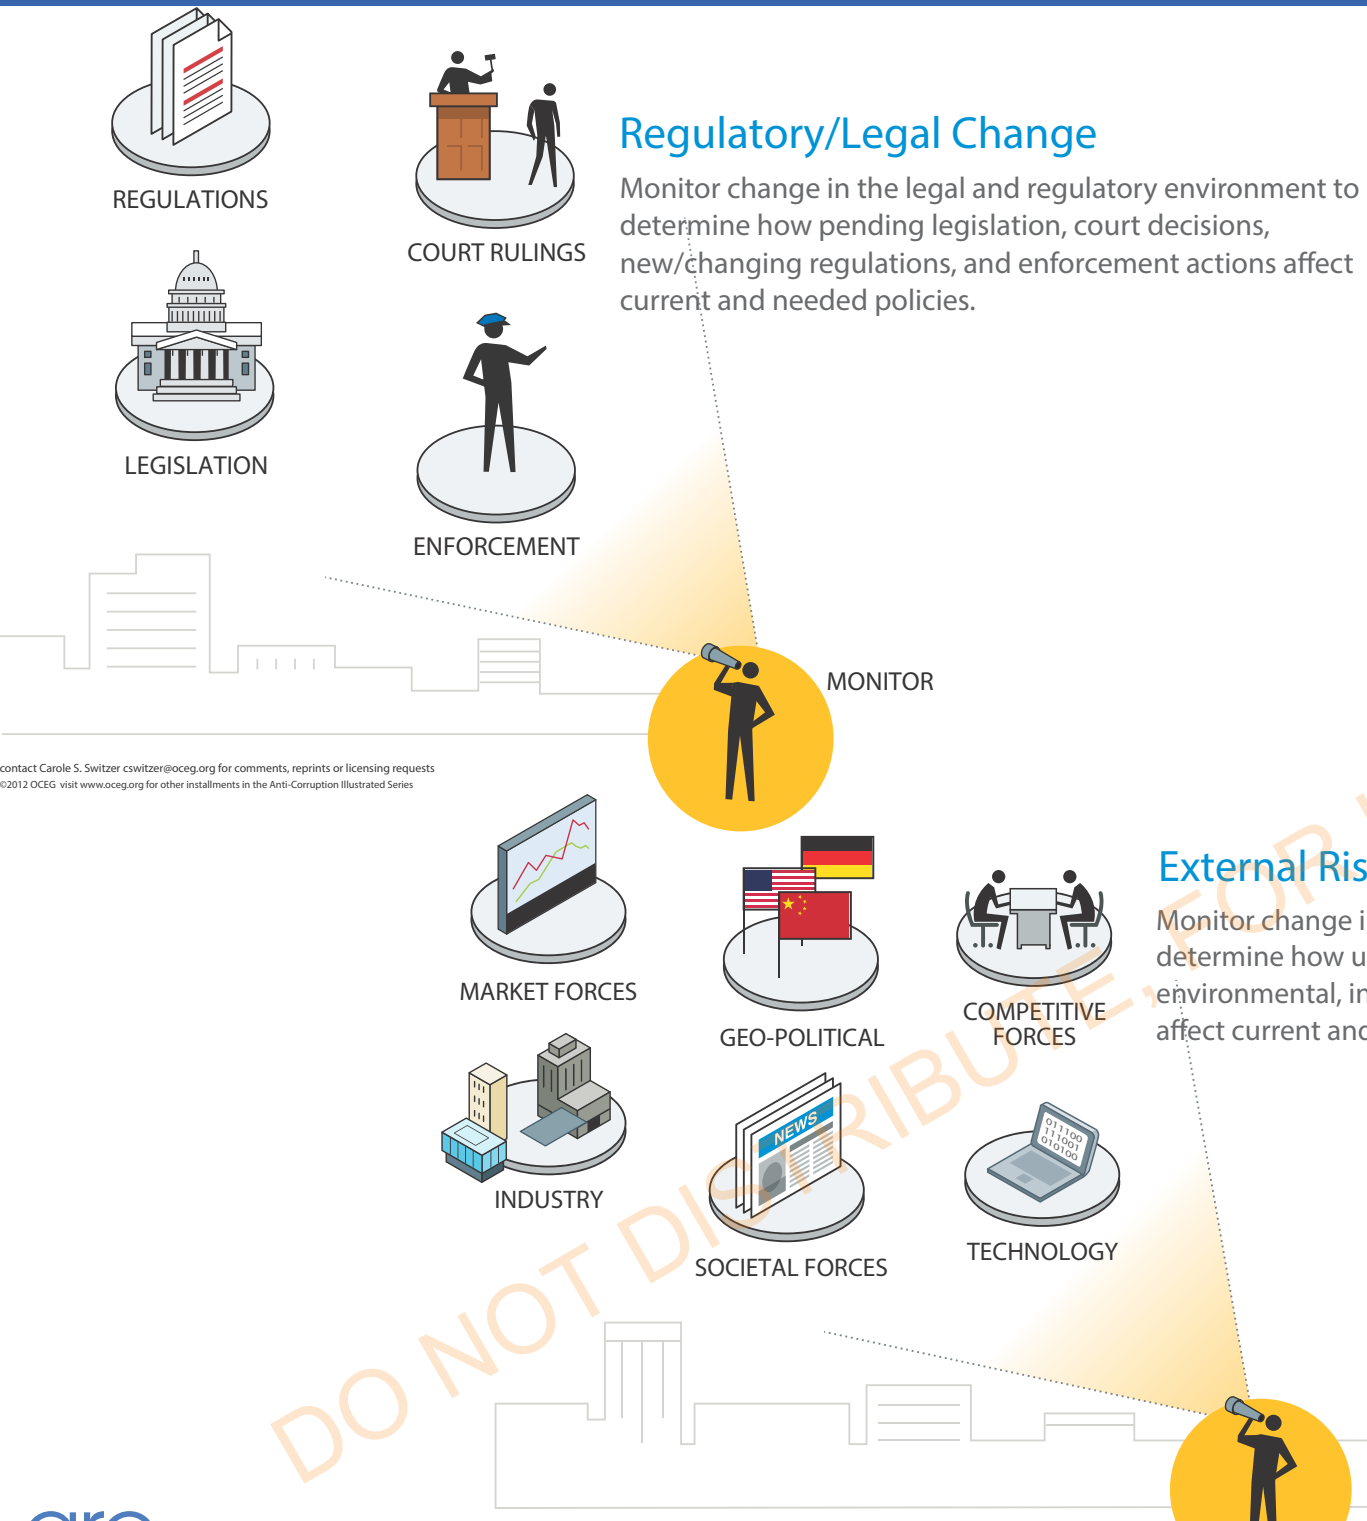 REGULATIONS
COURT RULINGS
Regulatory/Legal Change
Monitor change in the legal and regulatory environment to
determine how pending legislation, court decisions,
new/changing regulations, and enforcement actions affect
current and needed policies.
LEGISLATION
ENFORCEMENT
MONITOR
contact Carole S. Switzer cswitzer@oceg.org for comments, reprints or licensing requests
©2012 OCEG visit www.oceg.org for other installments in the Anti-Corruption Illustrated Series
External Ris
Monitor change i
determine how u
environmental, in
affect current and
MARKET FORCES
GEO-POLITICAL
COMPETITIVE
FORCES
INDUSTRY
NEWS
SOCIETAL FORCES
011100
111001
010100
TECHNOLOGY
DO NOT DISTRIBUTE, FOR